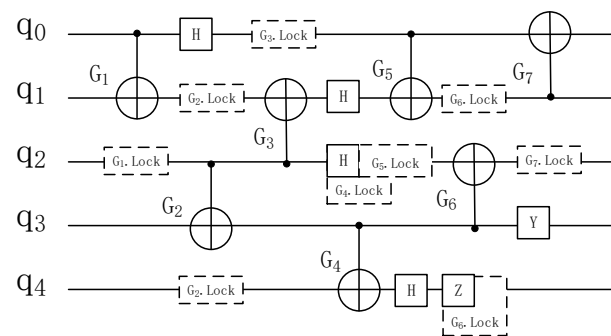 q0 H G3. Lock
G1 G5 G7
q1 G2. Lock H G6. Lock
G3
q2 G1. Lock H G5. Lock G7. Lock
G4. Lock
G2 G6
q3 Y
G4
q4 G2. Lock H Z
G6. Lock